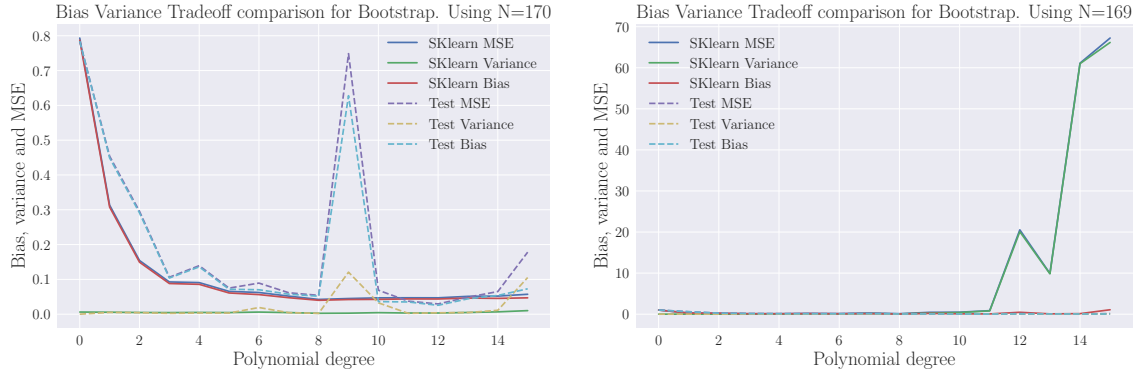 Bias Variance Tradeoff comparison for Bootstrap. Using N=170
Bias, variance and MSE
0.8
0.7
0.6
0.5
0.4
0.3
0.2
0.1
0.0
SKlearn MSE
SKlearn Variance
SKlearn Bias
Test MSE
Test Variance
Test Bias
0 2 4 6 8 10 12 14
Polynomial degree
Bias Variance Tradeoff comparison for Bootstrap. Using N=169
Bias, variance and MSE
70
60
50
40
30
20
10
0
SKlearn MSE
SKlearn Variance
SKlearn Bias
Test MSE
Test Variance
Test Bias
0 2 4 6 8 10 12 14
Polynomial degree